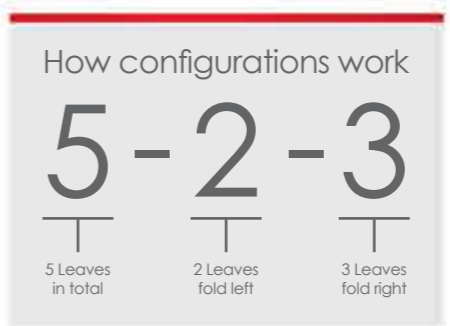 How configurations work
5-2-3
5 Leaves
in total
2 Leaves
fold left
3 Leaves
fold right